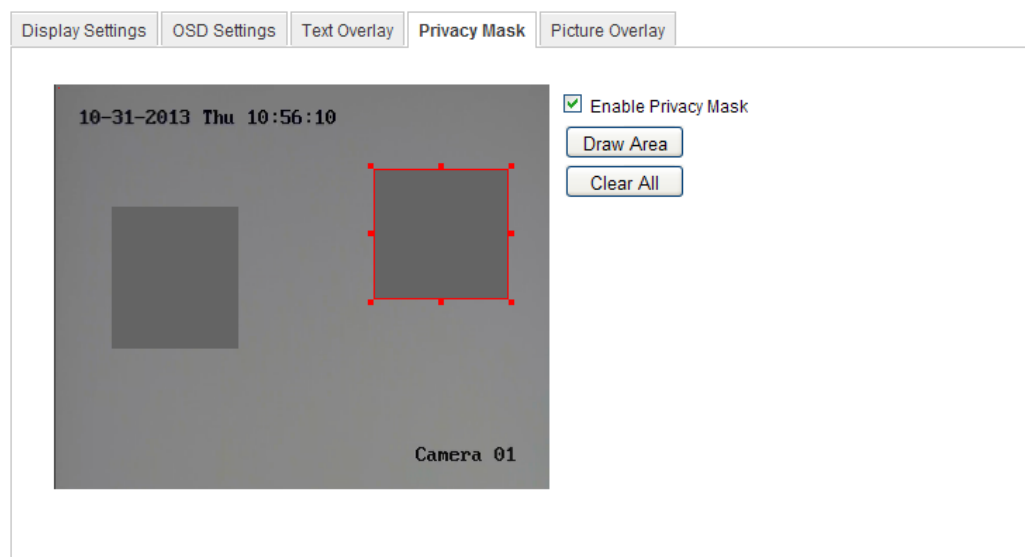 Display Settings OSD Settings Text Overlay Privacy Mask Picture Overlay
10-31-2013 Thu 10:56:10
Enable Privacy Mask
Draw Area
Clear All
Camera 01